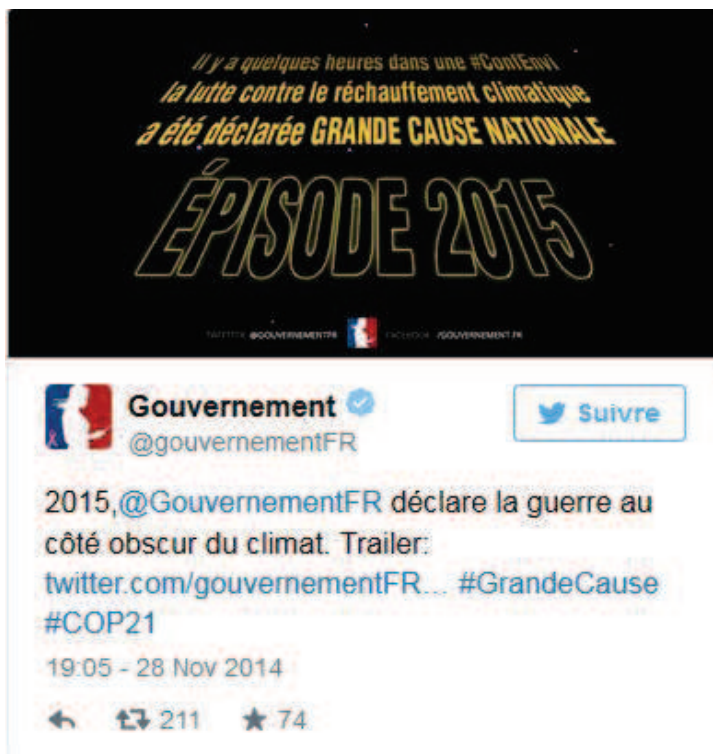 Il y a quelques heures dans une #ConfEnvi
la lutte contre le réchauffement climatique
a été déclarée GRANDE CAUSE NATIONALE
ÉPISODE 2015
TWITTER @GOUVERNEMENTFR FACEBOOK /GOUVERNEMENT.FR
Gouvernement
@gouvernementFR
Suivre
2015,@GouvernementFR déclare la guerre au
côté obscur du climat. Trailer:
twitter.com/gouvernementFR... #GrandeCause
#COP21
19:05 - 28 Nov 2014
211 74